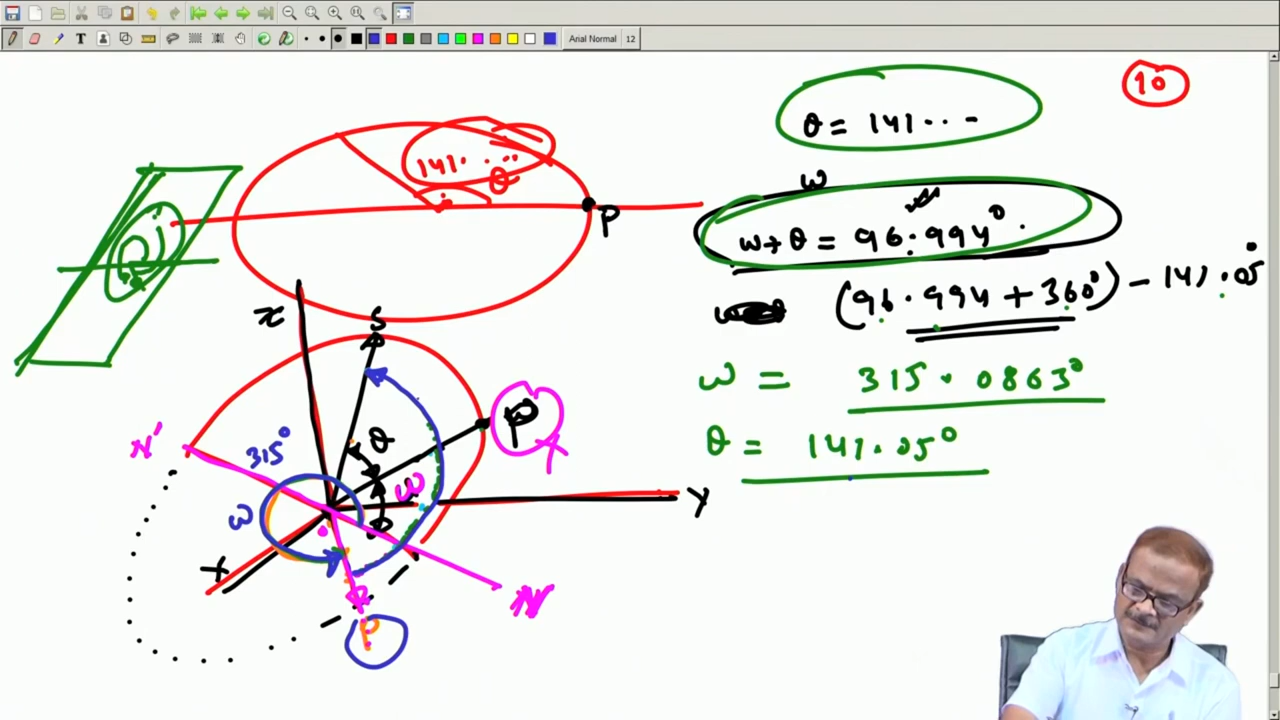 Arial Normal 12
10
θ = 141... -
141... θ
ω
ω + θ = 96.994°.
P
(96.994 + 360°) - 141.05°
ω = 315.0863°
θ = 141.05°
S
P
N'
315°
θ
ω
ω
Y
X
N
P